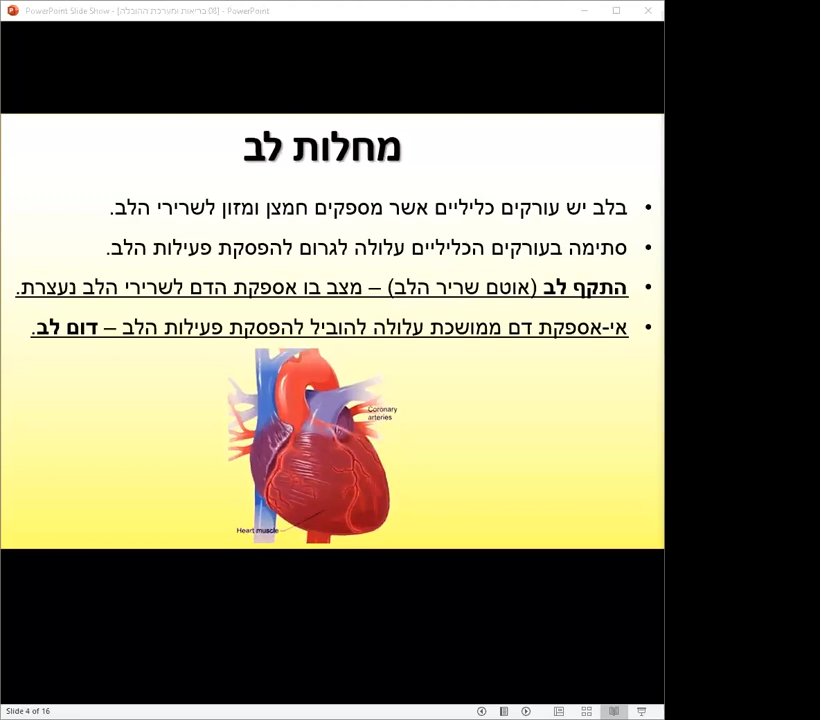 PowerPoint Slide Show - [08 בריאות ומערכת ההובלה] - PowerPoint
מחלות לב
• בלב יש עורקים כליליים אשר מספקים חמצן ומזון לשרירי הלב.
• סתימה בעורקים הכליליים עלולה לגרום להפסקת פעילות הלב.
• התקף לב (אוטם שריר הלב) – מצב בו אספקת הדם לשרירי הלב נעצרת.
• אי-אספקת דם ממושכת עלולה להוביל להפסקת פעילות הלב – דום לב.
Coronary
arteries
Heart muscle
Slide 4 of 16